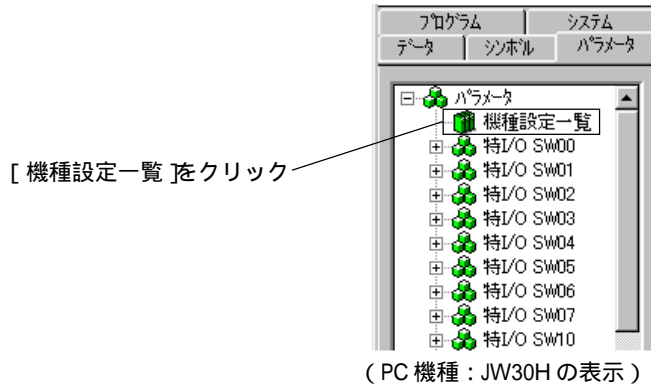 ﾌﾟﾛｸﾞﾗﾑ ｼｽﾃﾑ
ﾃﾞｰﾀ ｼﾝﾎﾞﾙ ﾊﾟﾗﾒｰﾀ
ﾊﾟﾗﾒｰﾀ
機種設定一覧
[ 機種設定一覧 ]をクリック
特I/O SW00
特I/O SW01
特I/O SW02
特I/O SW03
特I/O SW04
特I/O SW05
特I/O SW06
特I/O SW07
特I/O SW10
( PC 機種 : JW30H の表示 )